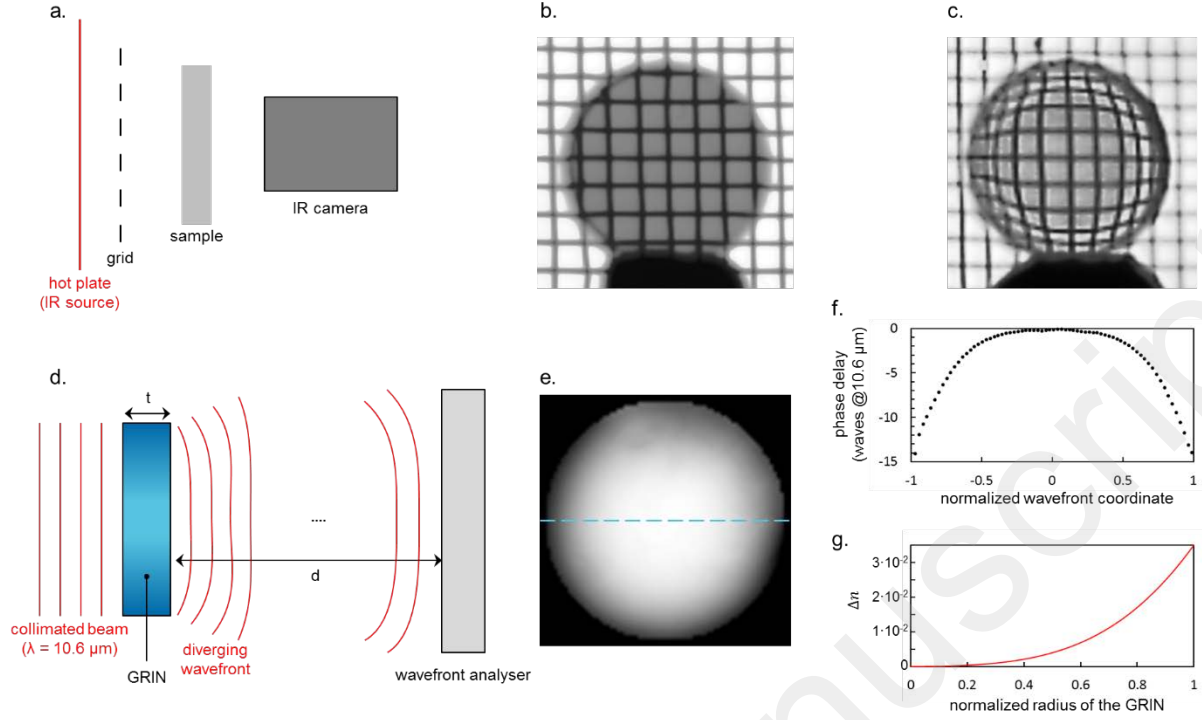 a.
grid
sample
IR camera
hot plate
(IR source)
b.
c.
d.
t
....
d
collimated beam
(λ = 10.6 µm)
GRIN
diverging
wavefront
wavefront analyser
e.
f.
phase delay
(waves @10.6 µm)
0
-5
-10
-15
-1
-0.5
0
0.5
1
normalized wavefront coordinate
g.
Δn
3·10⁻²
2·10⁻²
1·10⁻²
0
0
0.2
0.4
0.6
0.8
1
normalized radius of the GRIN